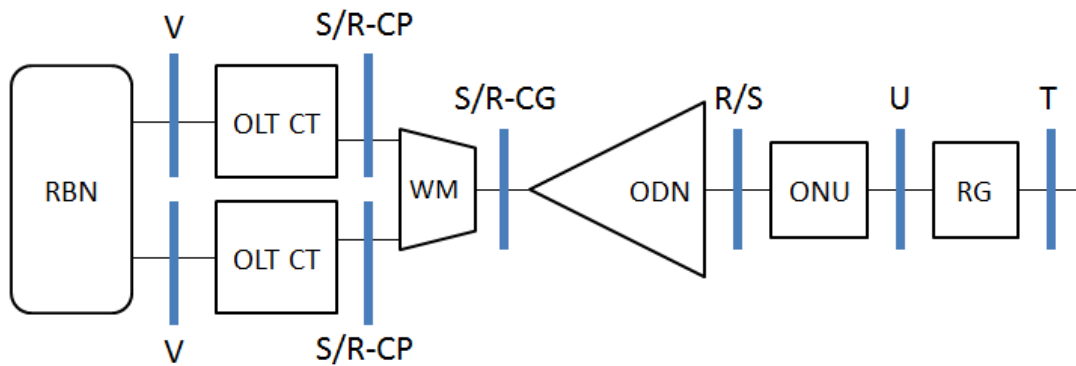 V
S/R-CP
S/R-CG
R/S
U
T
RBN
OLT CT
WM
ODN
ONU
RG
OLT CT
V
S/R-CP